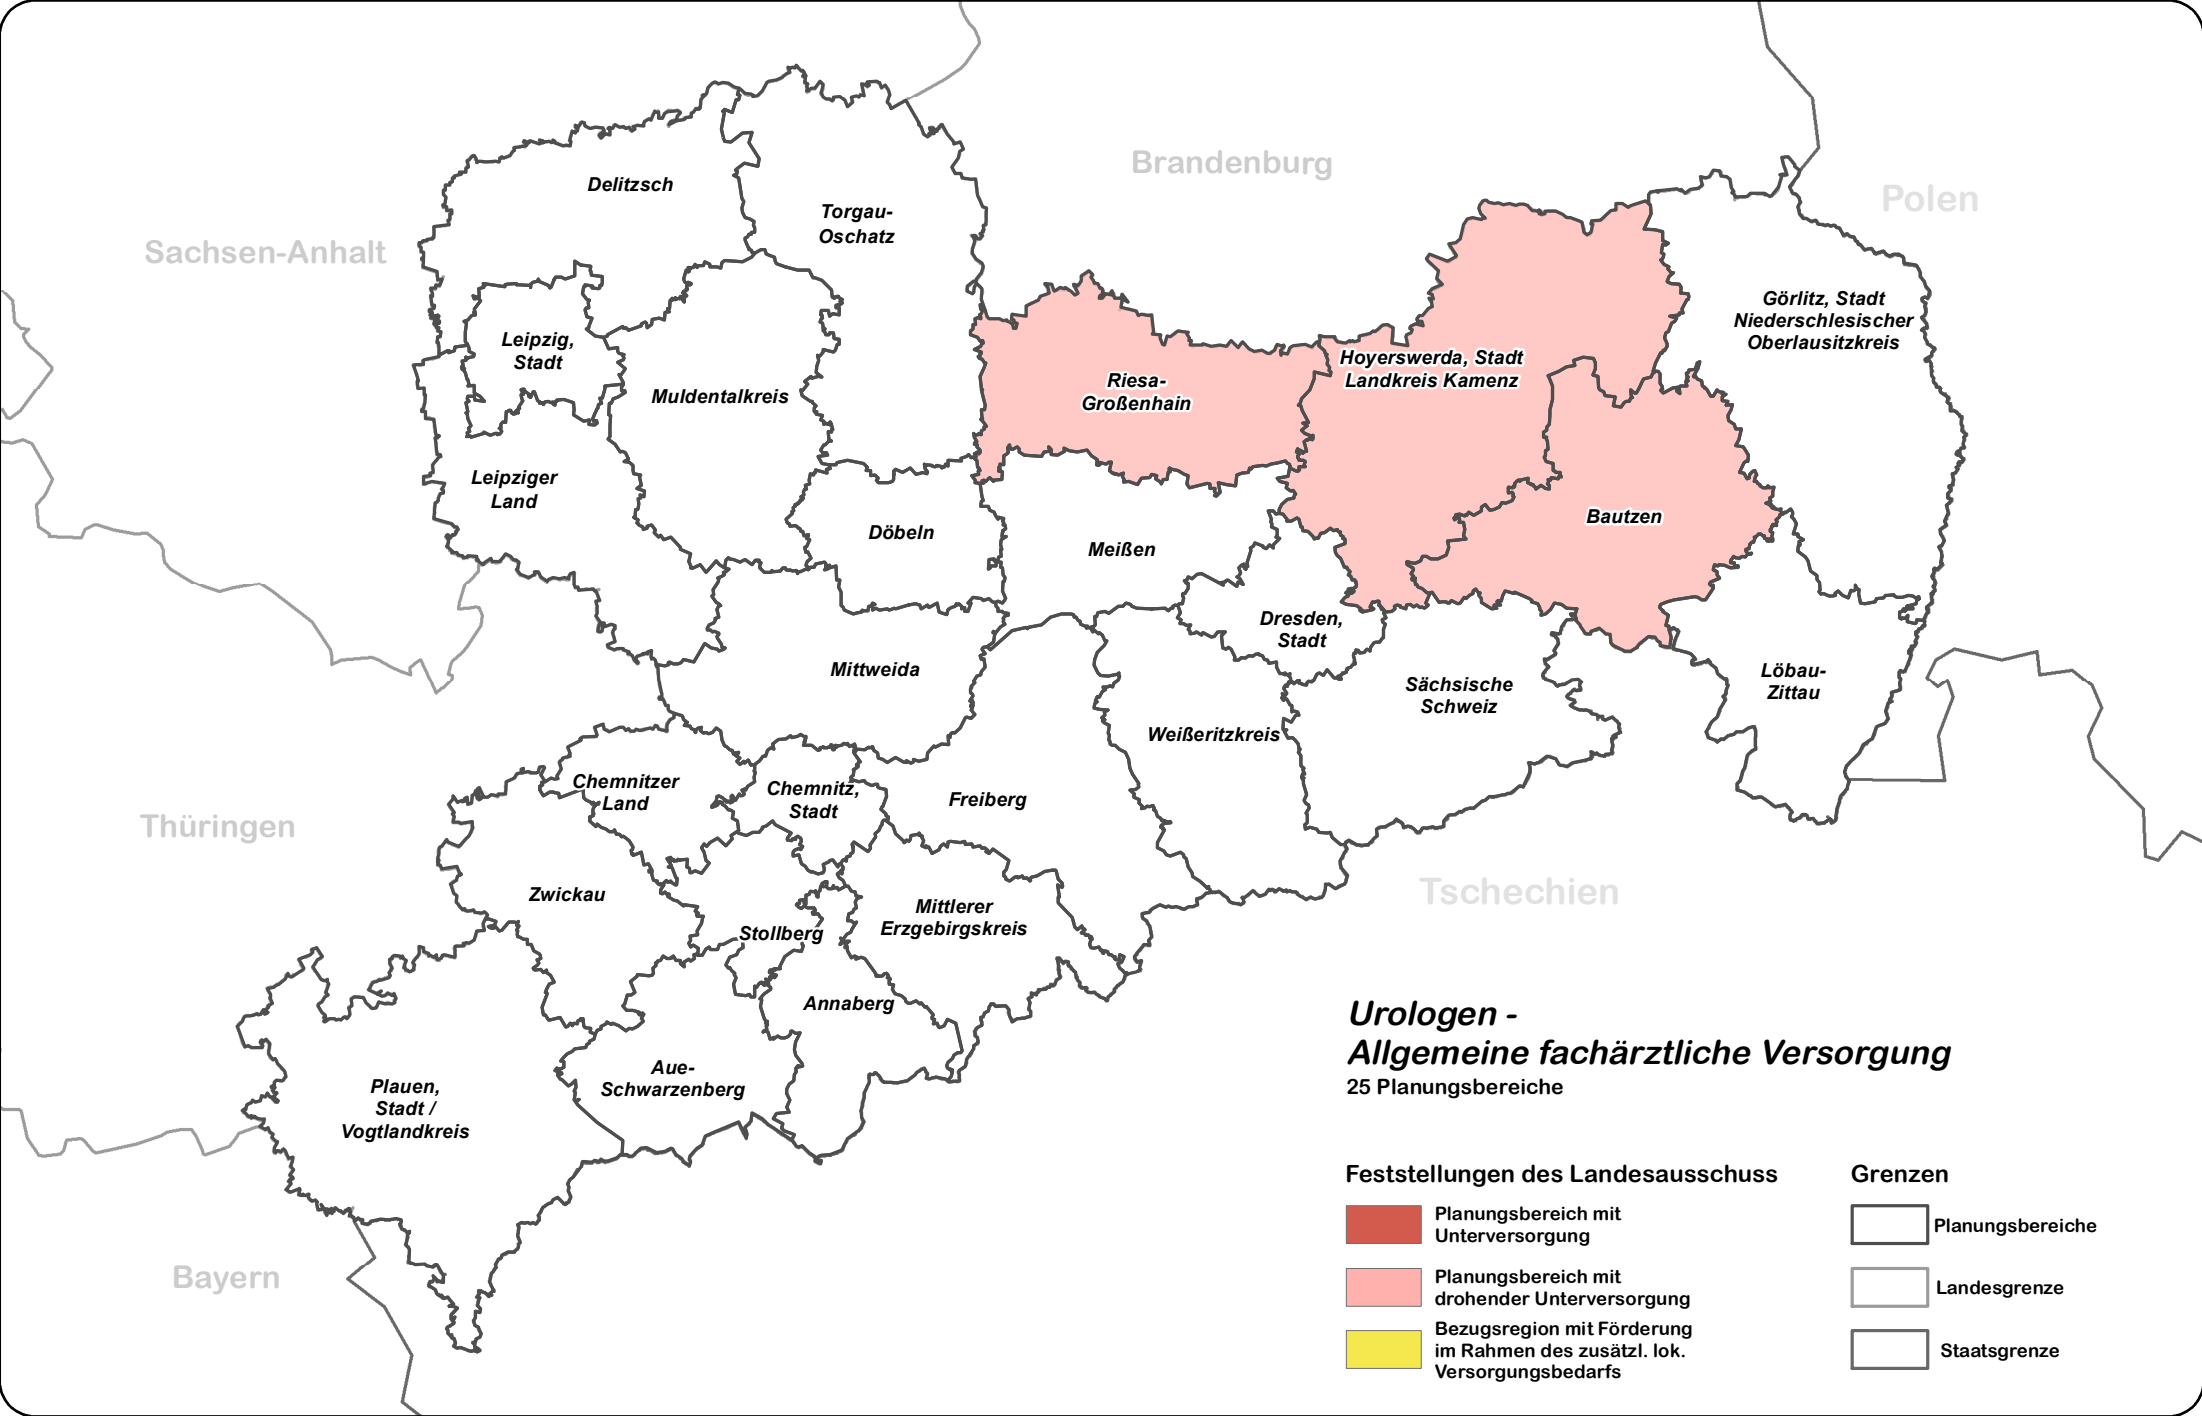 Brandenburg
Polen
Sachsen-Anhalt
Delitzsch
Torgau-
Oschatz
Görlitz, Stadt
Niederschlesischer
Oberlausitzkreis
Leipzig,
Stadt
Muldentalkreis
Riesa-
Großenhain
Hoyerswerda, Stadt
Landkreis Kamenz
Leipziger
Land
Döbeln
Meißen
Bautzen
Dresden,
Stadt
Mittweida
Sächsische
Schweiz
Löbau-
Zittau
Weißeritzkreis
Chemnitzer
Land
Chemnitz,
Stadt
Freiberg
Thüringen
Zwickau
Stollberg
Mittlerer
Erzgebirgskreis
Tschechien
Annaberg
Aue-
Schwarzenberg
Plauen,
Stadt /
Vogtlandkreis
Bayern
Urologen -
Allgemeine fachärztliche Versorgung
25 Planungsbereiche
Feststellungen des Landesausschuss
Planungsbereich mit
Unterversorgung
Planungsbereich mit
drohender Unterversorgung
Bezugsregion mit Förderung
im Rahmen des zusätzl. lok.
Versorgungsbedarfs
Grenzen
Planungsbereiche
Landesgrenze
Staatsgrenze